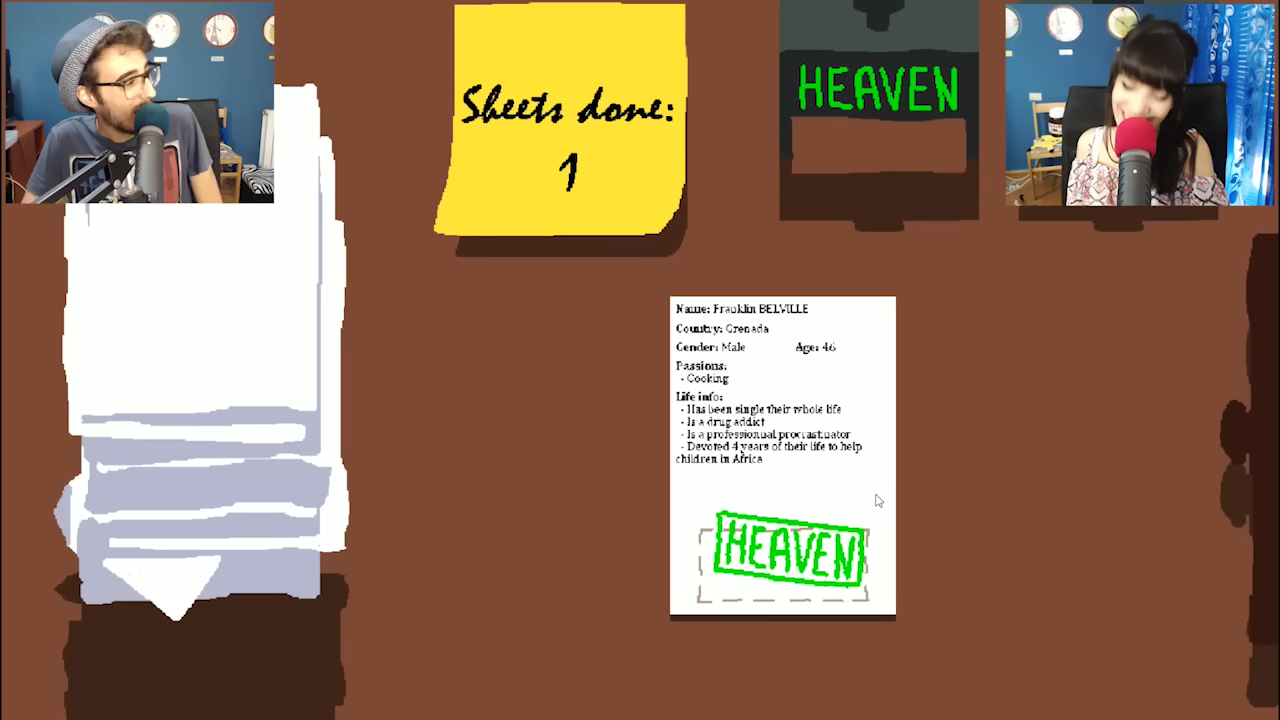 Sheets done:
1
HEAVEN
Name: Franklin BELVILLE
Country: Grenada
Gender: Male Age: 46
Passions:
- Cooking
Life info:
- Has been single their whole life
- Is a drug addict
- Is a professionnal procrastinator
- Devoted 4 years of their life to help
children in Africa
HEAVEN